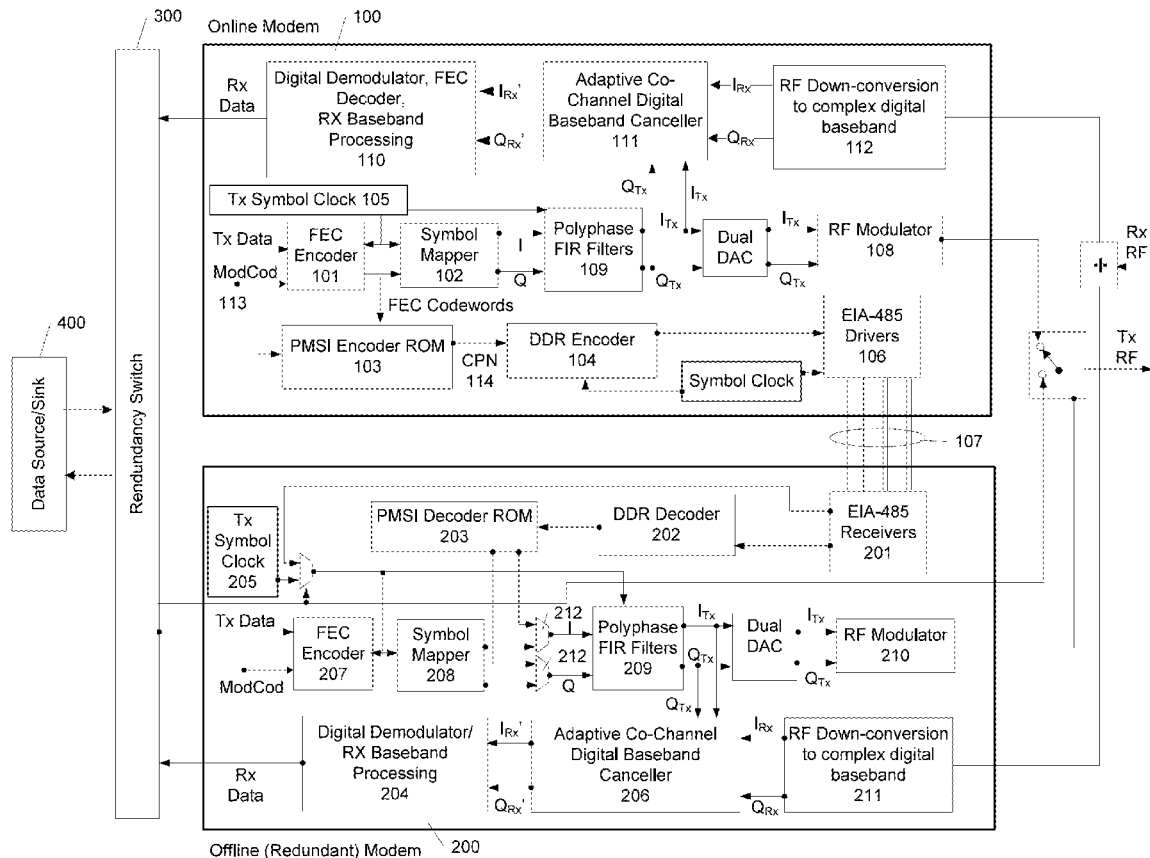 300
Online Modem
100
Rx
Data
Digital Demodulator, FEC
Decoder,
RX Baseband
Processing
110
IRx'
QRx'
Adaptive Co-
Channel Digital
Baseband Canceller
111
IRx
QRx
RF Down-conversion
to complex digital
baseband
112
QTx
ITx
Tx Symbol Clock 105
Tx Data
ModCod
113
FEC
Encoder
101
Symbol
Mapper
102
I
Q
Polyphase
FIR Filters
109
ITx
QTx
Dual
DAC
ITx
QTx
RF Modulator
108
Rx
RF
FEC Codewords
PMSI Encoder ROM
103
CPN
114
DDR Encoder
104
Symbol Clock
EIA-485
Drivers
106
Tx
RF
400
Data Source/Sink
Rendundancy Switch
107
Tx
Symbol
Clock
205
PMSI Decoder ROM
203
DDR Decoder
202
EIA-485
Receivers
201
Tx Data
ModCod
FEC
Encoder
207
Symbol
Mapper
208
212
I
212
Q
Polyphase
FIR Filters
209
ITx
QTx
QTx
Dual
DAC
ITx
QTx
RF Modulator
210
Rx
Data
Digital Demodulator/
RX Baseband
Processing
204
IRx'
QRx'
Adaptive Co-Channel
Digital Baseband
Canceller
206
IRx
QRx
RF Down-conversion
to complex digital
baseband
211
Offline (Redundant) Modem
200